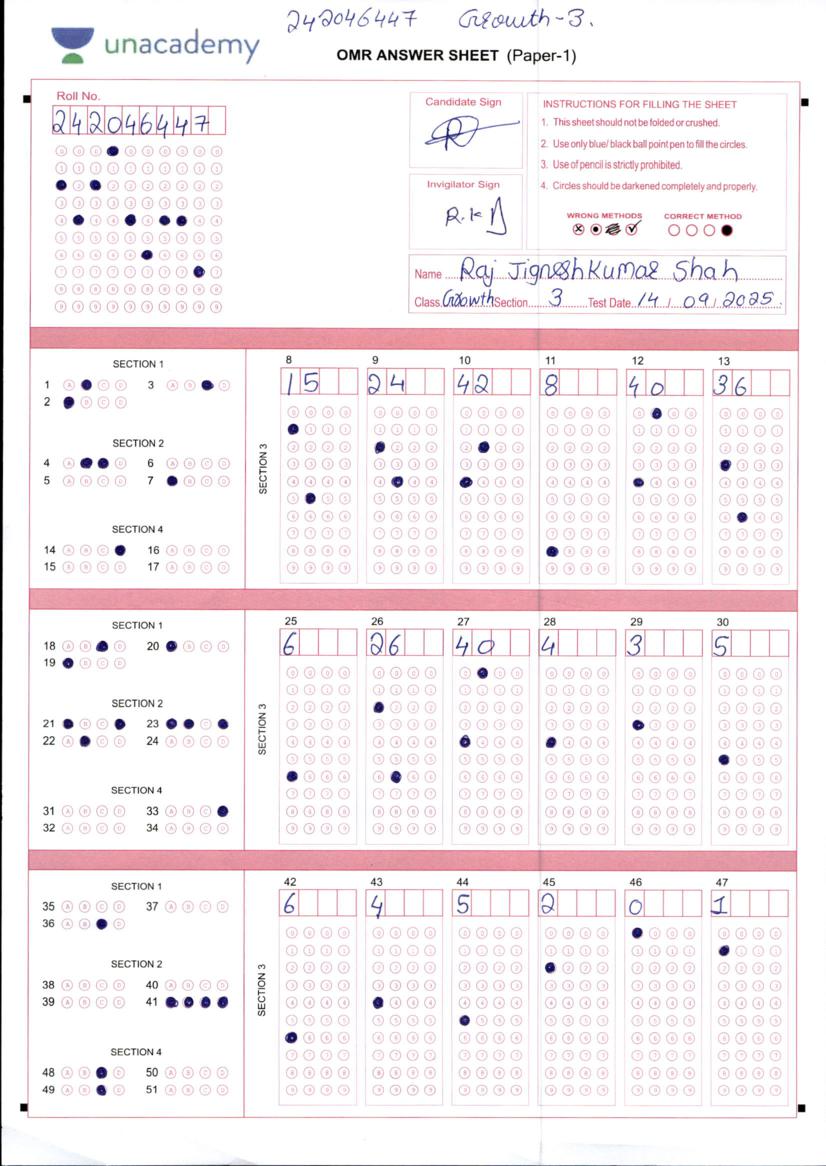 242046447 Growth-3.
unacademy
OMR ANSWER SHEET (Paper-1)
Roll No.
242046447
Candidate Sign
Invigilator Sign
R.K
INSTRUCTIONS FOR FILLING THE SHEET
1. This sheet should not be folded or crushed.
2. Use only blue/ black ball point pen to fill the circles.
3. Use of pencil is strictly prohibited.
4. Circles should be darkened completely and properly.
WRONG METHODS CORRECT METHOD
Name Raj Jignesh Kumar Shah
Class Growth Section 3 Test Date 14 / 09 / 2025
SECTION 1
1 A B C D 3 A B C D
2 A B C D
SECTION 2
4 A B C D 6 A B C D
5 A B C D 7 A B C D
SECTION 4
14 A B C D 16 A B C D
15 A B C D 17 A B C D
SECTION 3
8 9 10 11 12 13
15 24 42 8 40 36
SECTION 1
18 A B C D 20 A B C D
19 A B C D
SECTION 2
21 A B C D 23 A B C D
22 A B C D 24 A B C D
SECTION 4
31 A B C D 33 A B C D
32 A B C D 34 A B C D
SECTION 3
25 26 27 28 29 30
6 26 40 4 3 5
SECTION 1
35 A B C D 37 A B C D
36 A B C D
SECTION 2
38 A B C D 40 A B C D
39 A B C D 41 A B C D
SECTION 4
48 A B C D 50 A B C D
49 A B C D 51 A B C D
SECTION 3
42 43 44 45 46 47
6 4 5 2 0 1